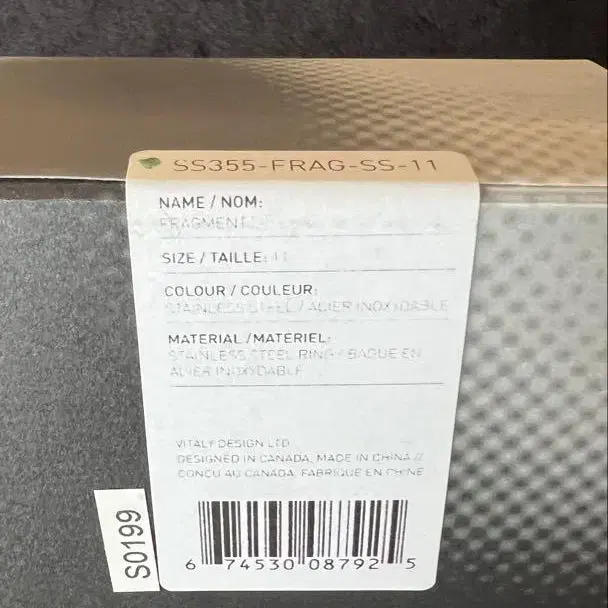 SS355-FRAG-SS-11
NAME / NOM:
FRAGMENT
SIZE / TAILLE: 11
COLOUR / COULEUR:
STAINLESS STEEL / ACIER INOXYDABLE
MATERIAL / MATERIEL:
STAINLESS STEEL RING / BAGUE EN
ACIER INOXYDABLE
VITALY DESIGN LTD
DESIGNED IN CANADA, MADE IN CHINA //
CONÇU AU CANADA, FABRIQUE EN CHINE
6 74530 08792 5
S0199